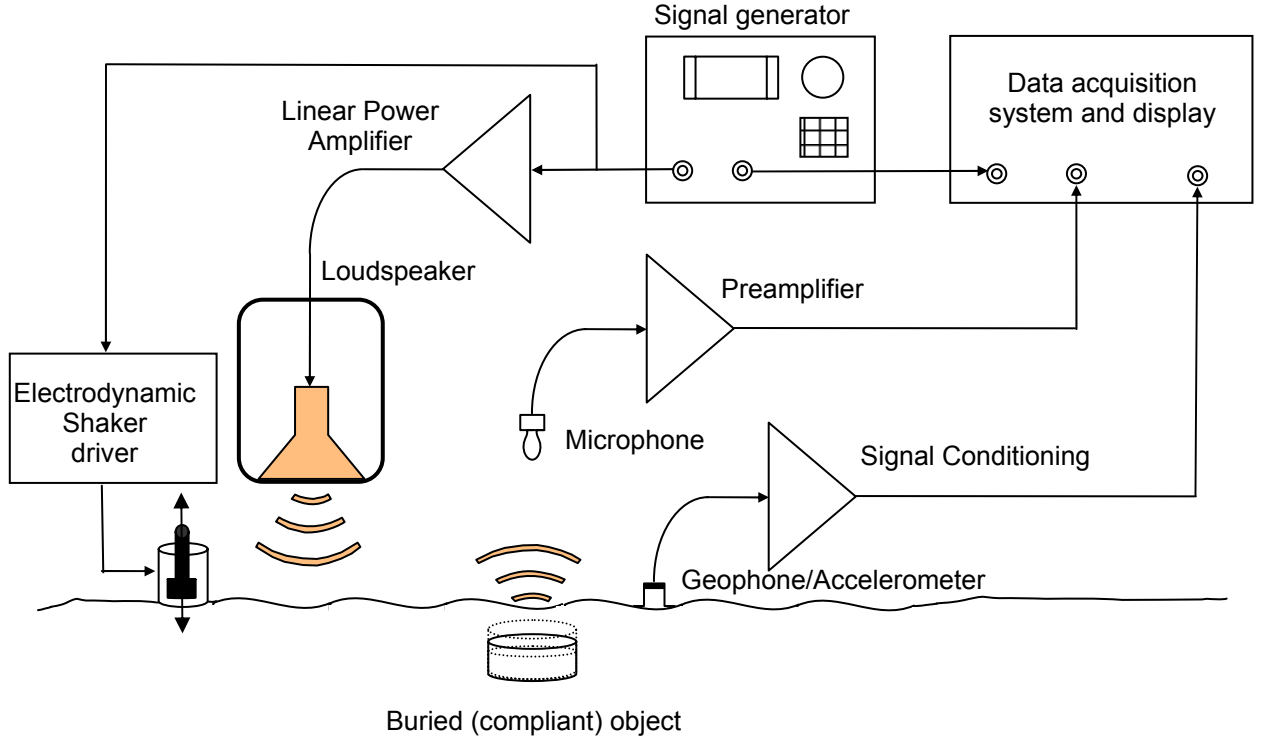 Signal generator
Data acquisition
system and display
Linear Power
Amplifier
Loudspeaker
Preamplifier
Electrodynamic
Shaker
driver
Microphone
Signal Conditioning
Geophone/Accelerometer
Buried (compliant) object